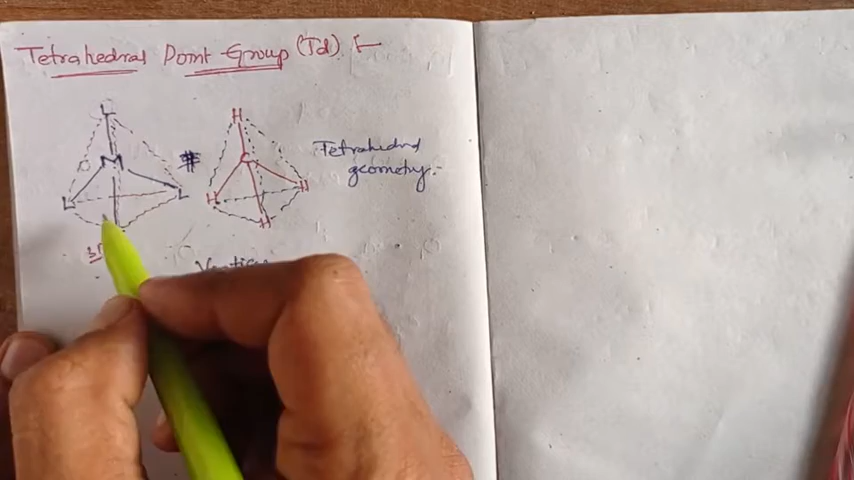 Tetrahedral Point Group (Td) :-
L
H
M
C
Tetrahedral
geometry.
L
L
H
H
H